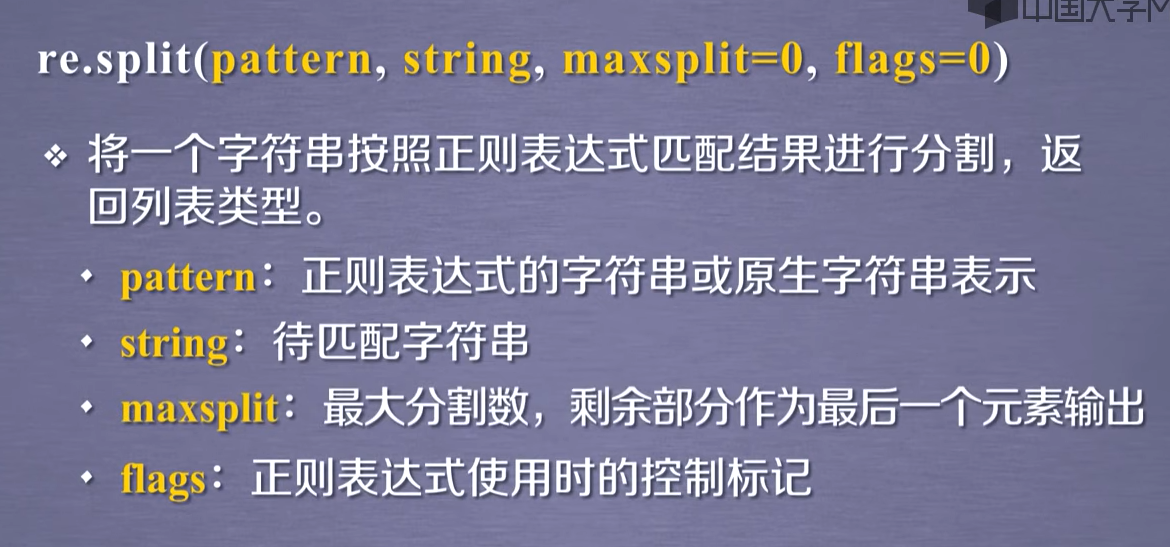 中国大学M
re.split(pattern, string, maxsplit=0, flags=0)
❖ 将一个字符串按照正则表达式匹配结果进行分割，返
回列表类型。
• pattern：正则表达式的字符串或原生字符串表示
• string：待匹配字符串
• maxsplit：最大分割数，剩余部分作为最后一个元素输出
• flags：正则表达式使用时的控制标记